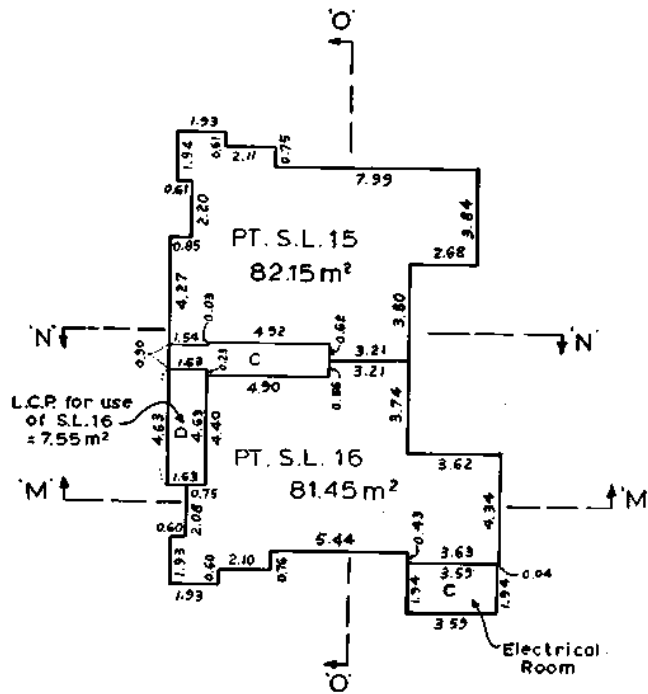 'O'
1.93
0.61
2.11
0.75
1.94
7.99
0.61
2.20
3.84
PT. S.L. 15
82.15 m²
0.85
2.68
4.27
3.80
0.03
'N'
1.54
4.92
0.62
'N'
0.90
C
3.21
1.63
0.23
3.21
4.90
0.86
L.C.P. for use
of S.L. 16
= 7.55 m²
4.63
D
4.63
4.40
3.74
PT. S.L. 16
81.45 m²
3.62
'M'
1.63
0.75
'M'
2.08
4.34
0.60
5.44
0.43
1.93
0.60
2.10
0.76
3.63
3.59
0.04
1.93
1.94
C
1.94
3.59
Electrical
Room
'O'